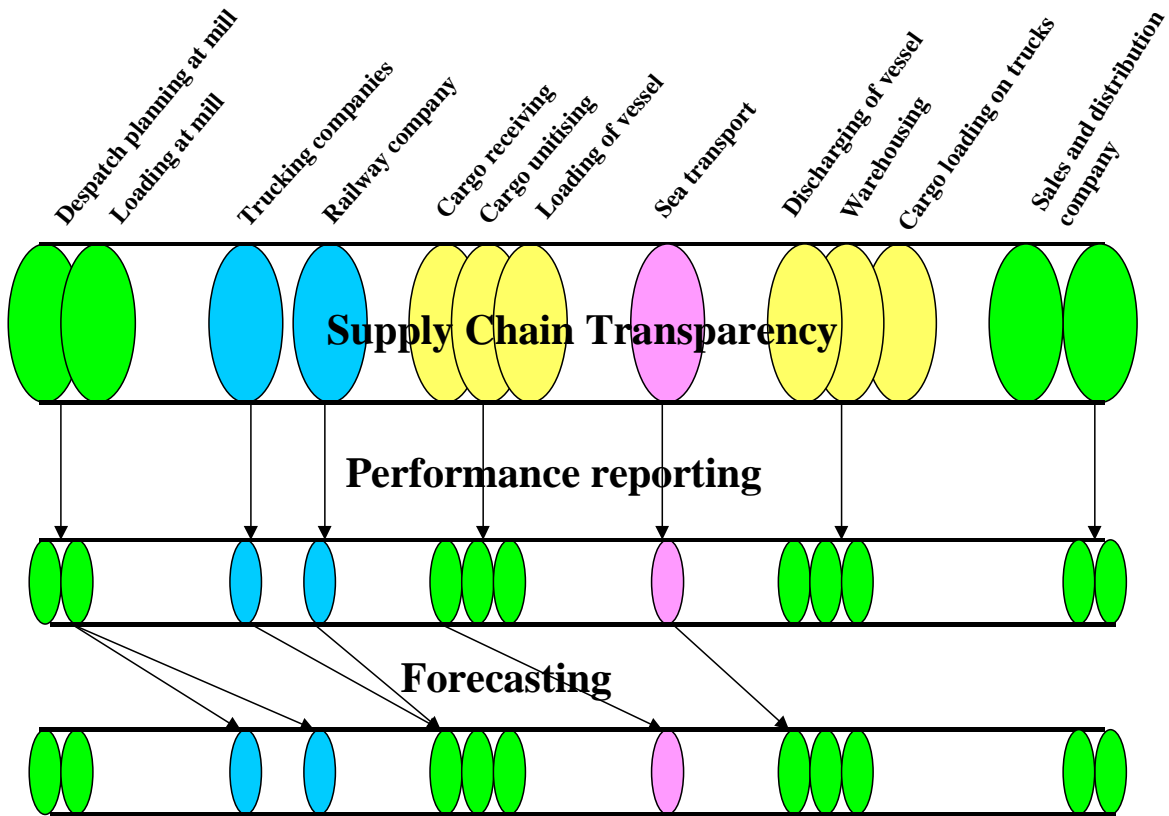 Despatch planning at mill
Loading at mill
Trucking companies
Railway company
Cargo receiving
Cargo unitising
Loading of vessel
Sea transport
Discharging of vessel
Warehousing
Cargo loading on trucks
Sales and distribution
company
Supply Chain Transparency
Performance reporting
Forecasting